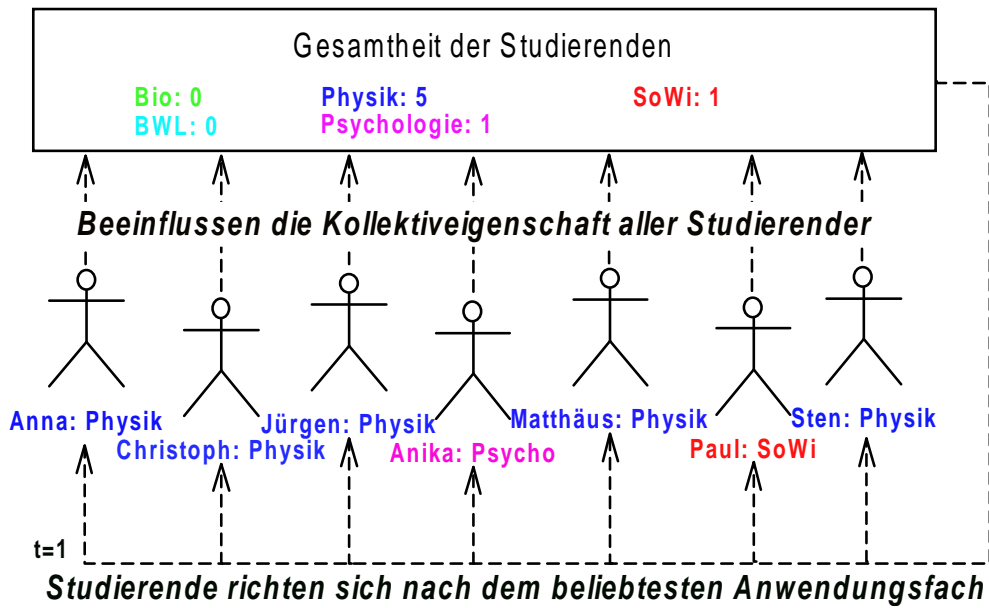 Gesamtheit der Studierenden
Bio: 0 Physik: 5 SoWi: 1
BWL: 0 Psychologie: 1
Beeinflussen die Kollektiveigenschaft aller Studierender
Anna: Physik Jürgen: Physik Matthäus: Physik Sten: Physik
Christoph: Physik Anika: Psycho Paul: SoWi
t=1
Studierende richten sich nach dem beliebtesten Anwendungsfach